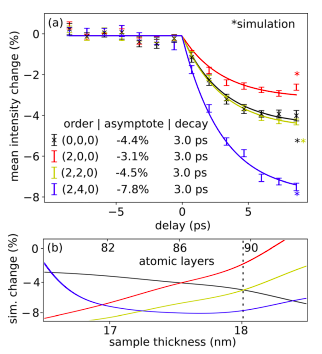 (a)
*simulation
0
−2
−4
−6
−8
mean intensity change (%)
order | asymptote | decay
(0,0,0) -4.4% 3.0 ps
(2,0,0) -3.1% 3.0 ps
(2,2,0) -4.5% 3.0 ps
(2,4,0) -7.8% 3.0 ps
−5
0
5
delay (ps)
(b)
82
86
90
atomic layers
0
−4
−8
sim. change (%)
17
18
sample thickness (nm)